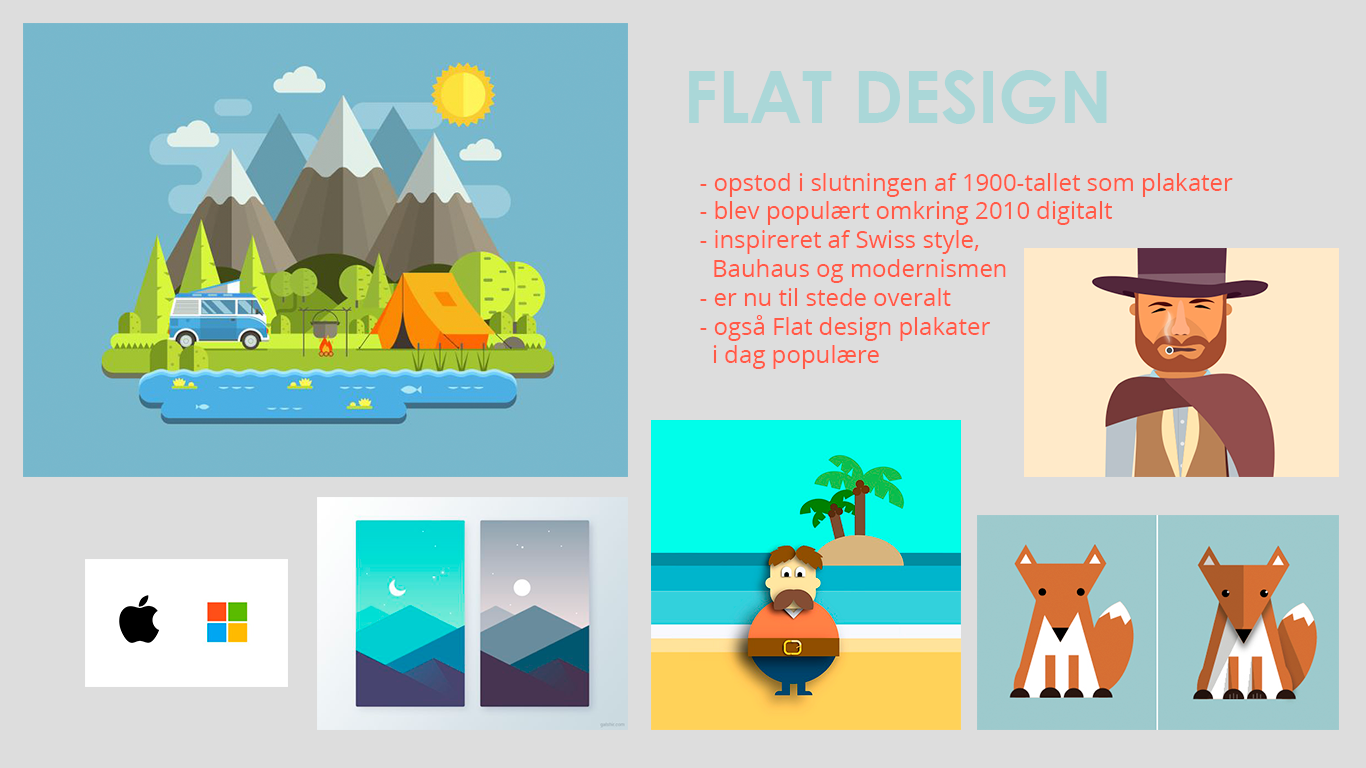 FLAT DESIGN
- opstod i slutningen af 1900-tallet som plakater
- blev populært omkring 2010 digitalt
- inspireret af Swiss style,
Bauhaus og modernismen
- er nu til stede overalt
- også Flat design plakater
i dag populære